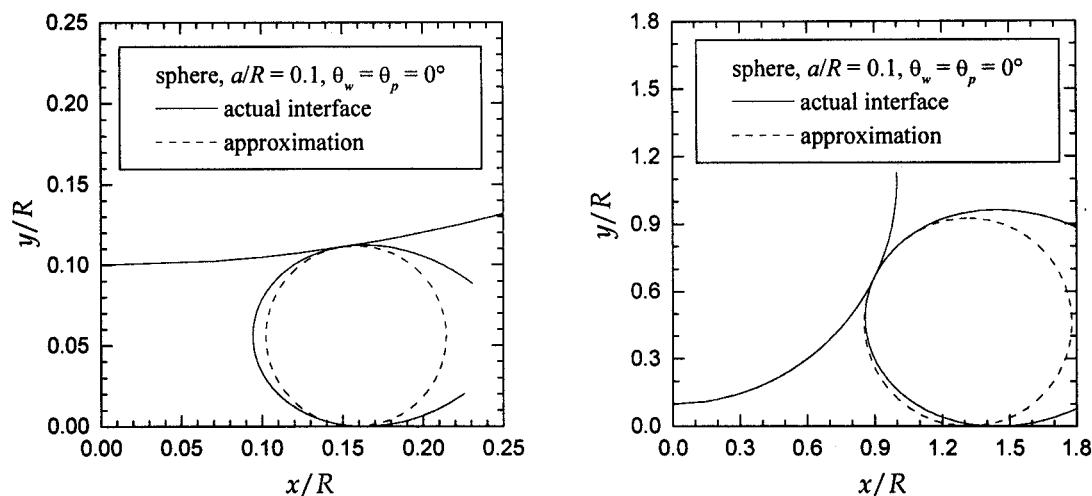 0.25
0.20
0.15
0.10
0.05
0.00
y/R
sphere, a/R = 0.1, θw = θp = 0°
actual interface
approximation
0.00 0.05 0.10 0.15 0.20 0.25
x/R
1.8
1.5
1.2
0.9
0.6
0.3
0.0
y/R
sphere, a/R = 0.1, θw = θp = 0°
actual interface
approximation
0.0 0.3 0.6 0.9 1.2 1.5 1.8
x/R